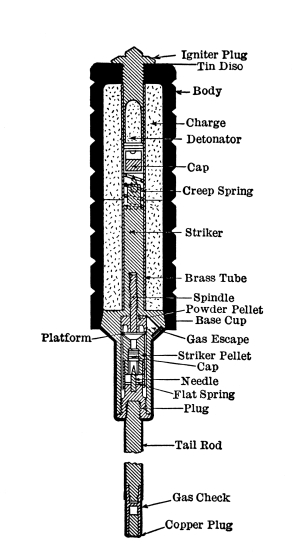 Igniter Plug
Tin Diso
Body
Charge
Detonator
Cap
Creep Spring
Striker
Brass Tube
Spindle
Powder Pellet
Base Cup
Platform
Gas Escape
Striker Pellet
Cap
Needle
Flat Spring
Plug
Tail Rod
Gas Check
Copper Plug